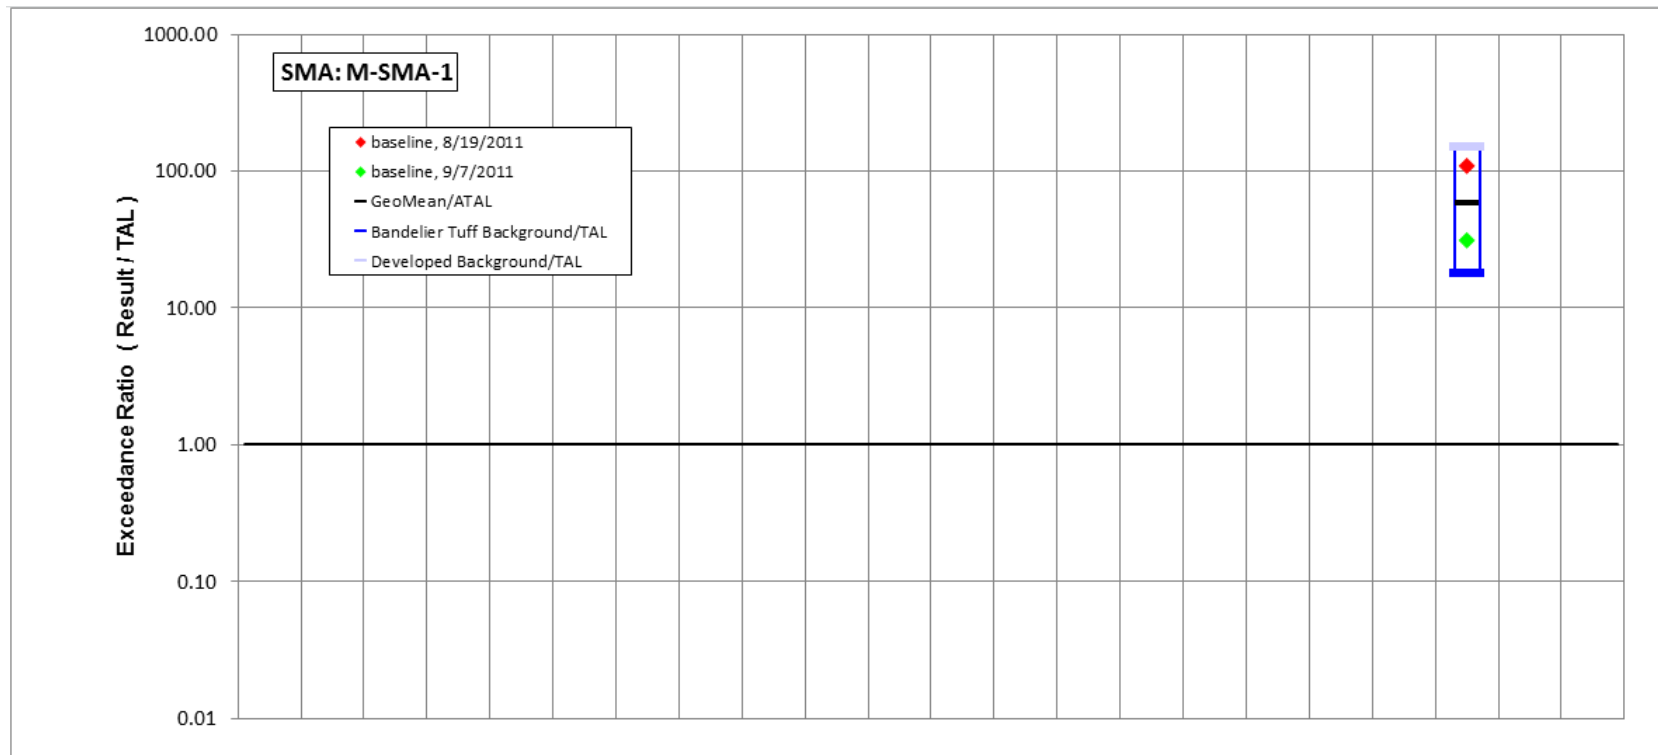 1000.00
100.00
10.00
1.00
0.10
0.01
Exceedance Ratio ( Result / TAL )
SMA: M-SMA-1
baseline, 8/19/2011
baseline, 9/7/2011
GeoMean/ATAL
Bandelier Tuff Background/TAL
Developed Background/TAL